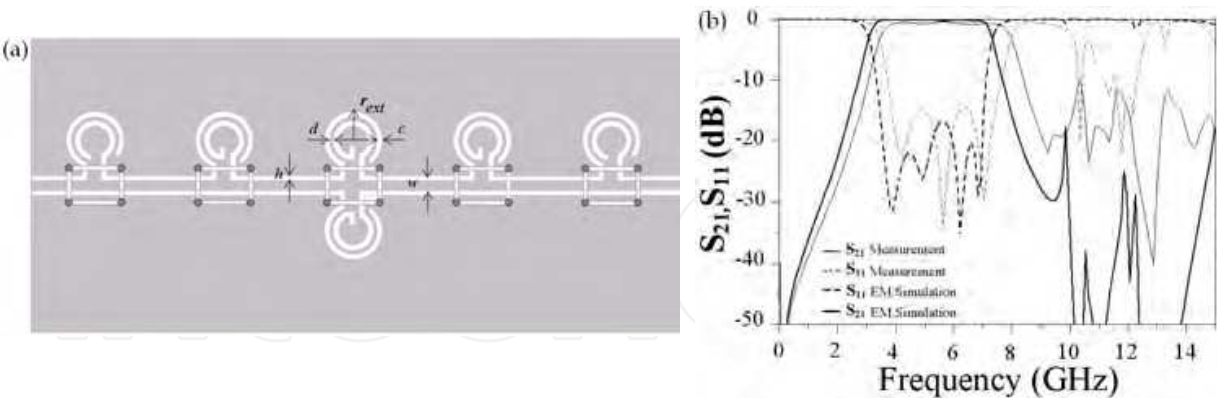 (a)
r_ext
d
c
h
w
(b)
S21,S11 (dB)
0
-10
-20
-30
-40
-50
S21 Measurement
S11 Measurement
S11 EM.Simulation
S21 EM.Simulation
0 2 4 6 8 10 12 14
Frequency (GHz)